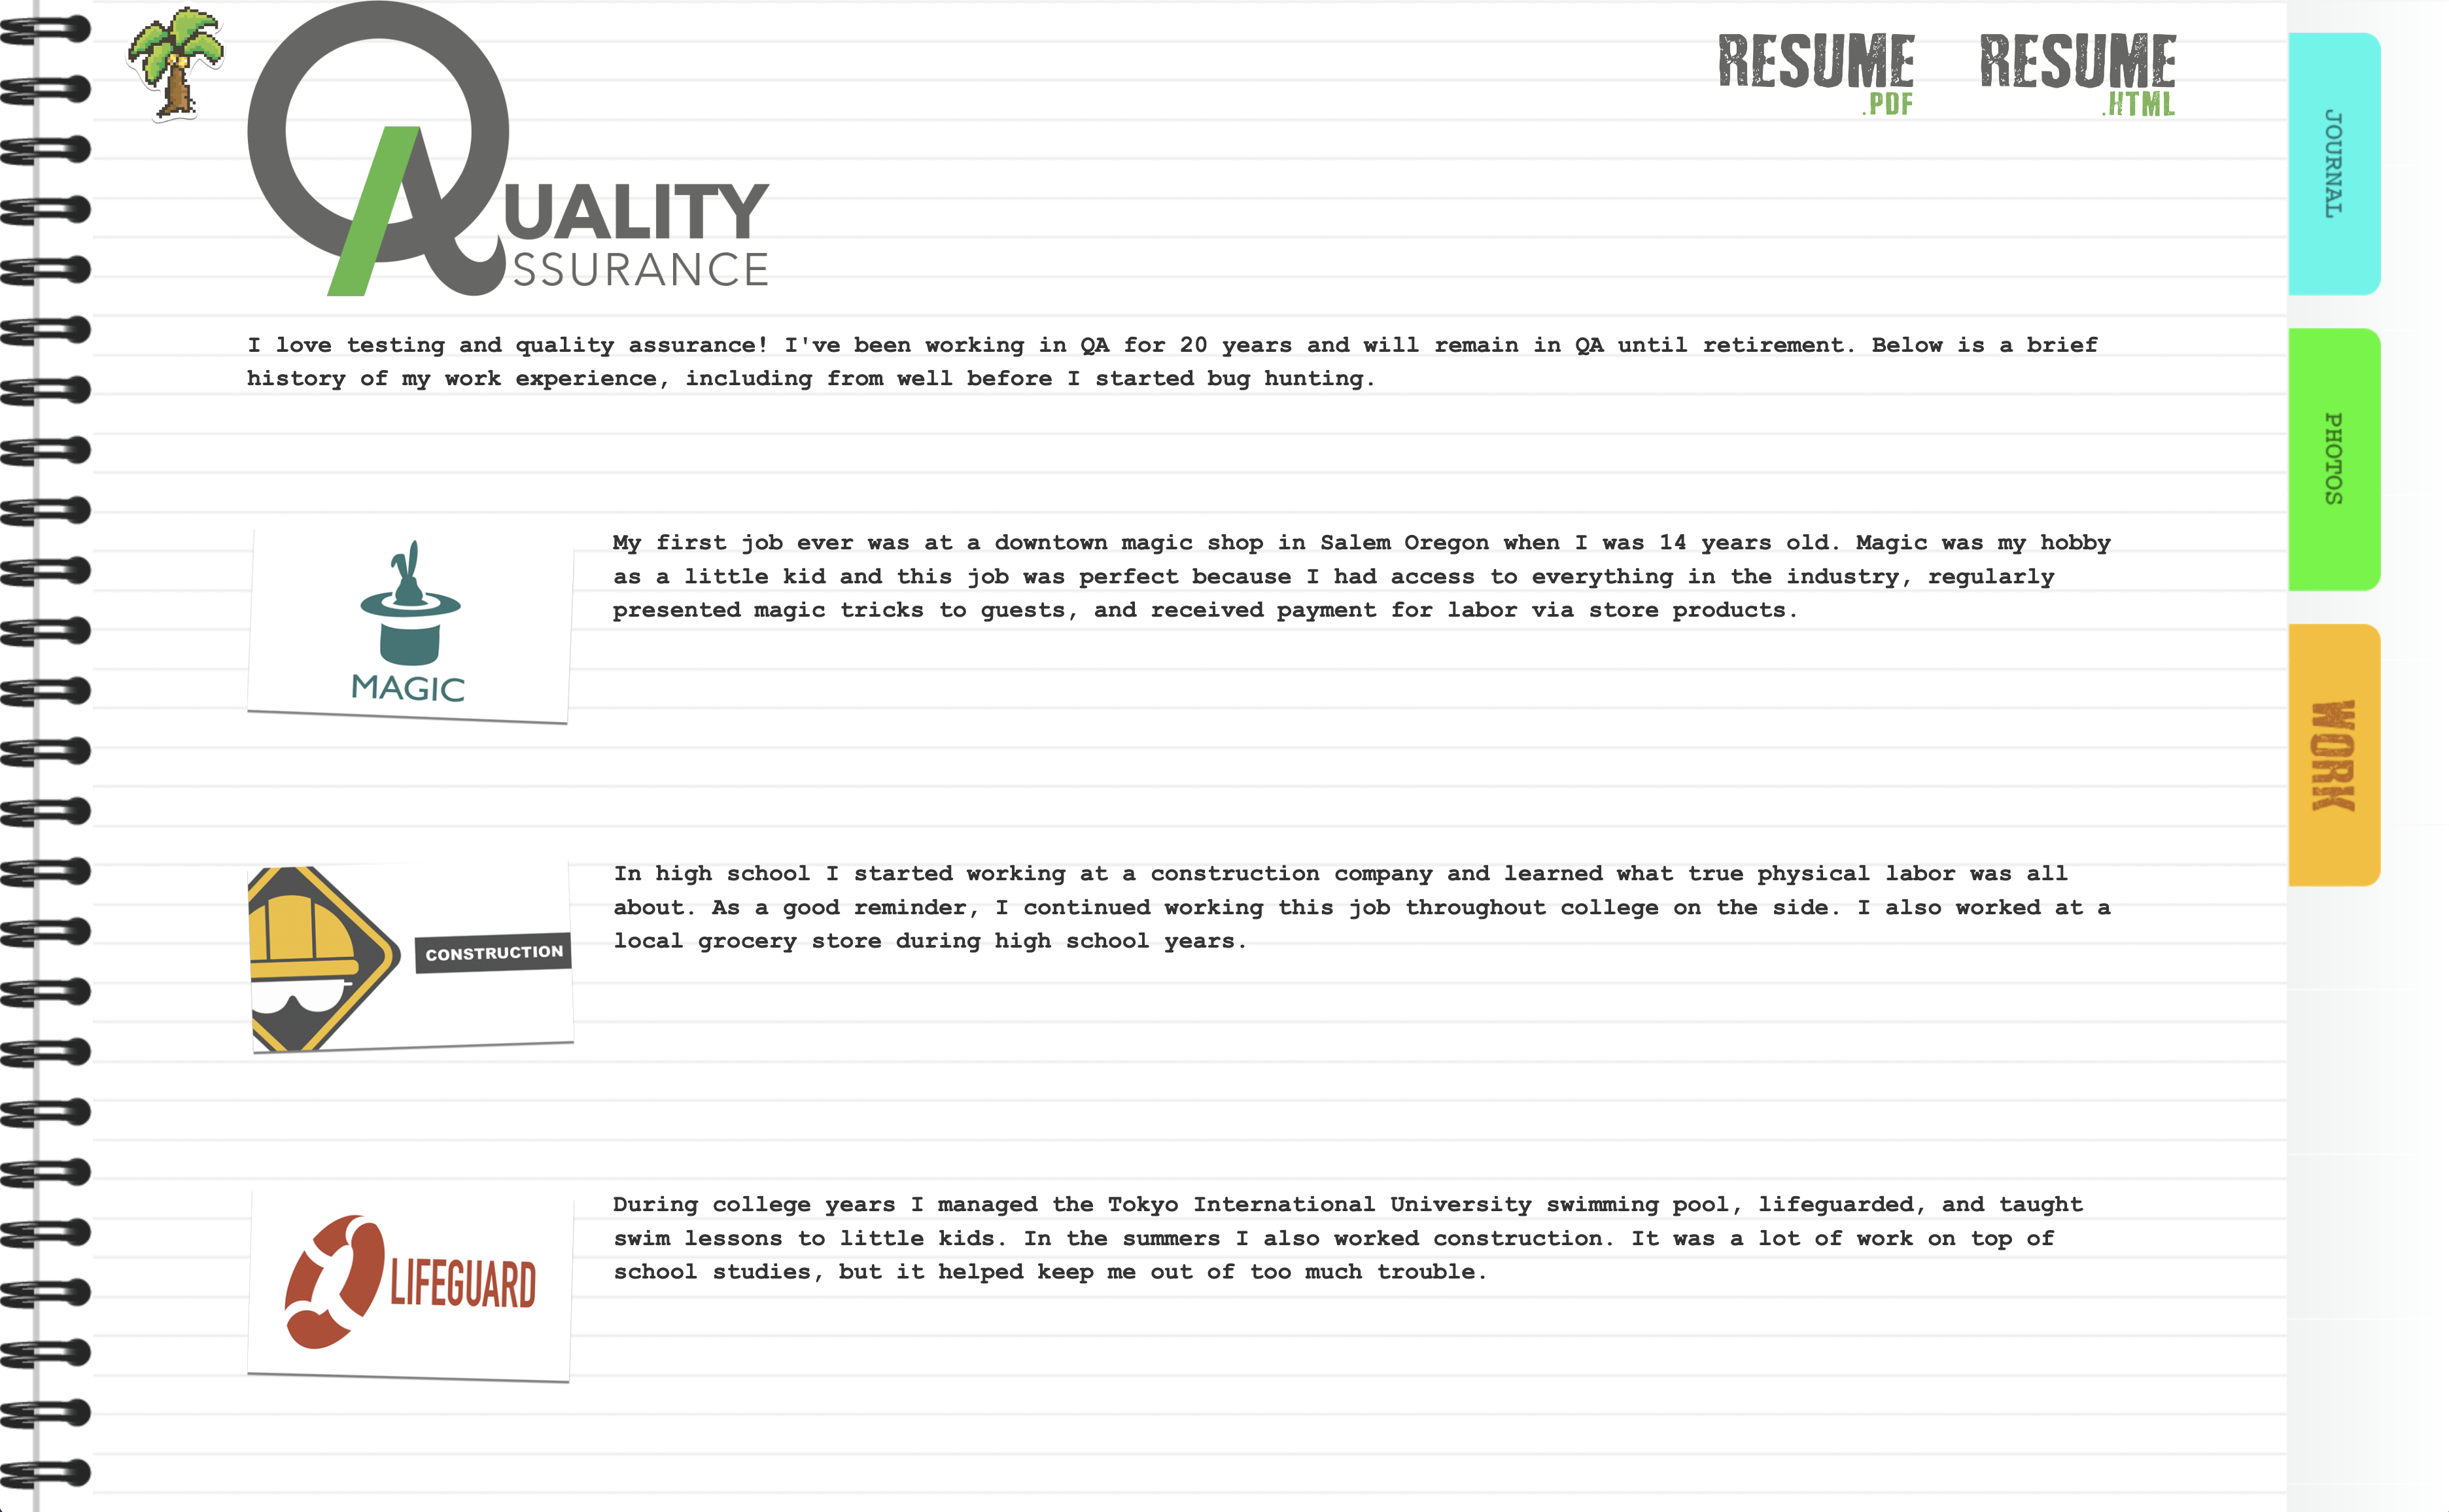 QUALITY
ASSURANCE
RESUME
.PDF
RESUME
.HTML
JOURNAL
PHOTOS
WORK
I love testing and quality assurance! I've been working in QA for 20 years and will remain in QA until retirement. Below is a brief
history of my work experience, including from well before I started bug hunting.
MAGIC
My first job ever was at a downtown magic shop in Salem Oregon when I was 14 years old. Magic was my hobby
as a little kid and this job was perfect because I had access to everything in the industry, regularly
presented magic tricks to guests, and received payment for labor via store products.
CONSTRUCTION
In high school I started working at a construction company and learned what true physical labor was all
about. As a good reminder, I continued working this job throughout college on the side. I also worked at a
local grocery store during high school years.
LIFEGUARD
During college years I managed the Tokyo International University swimming pool, lifeguarded, and taught
swim lessons to little kids. In the summers I also worked construction. It was a lot of work on top of
school studies, but it helped keep me out of too much trouble.